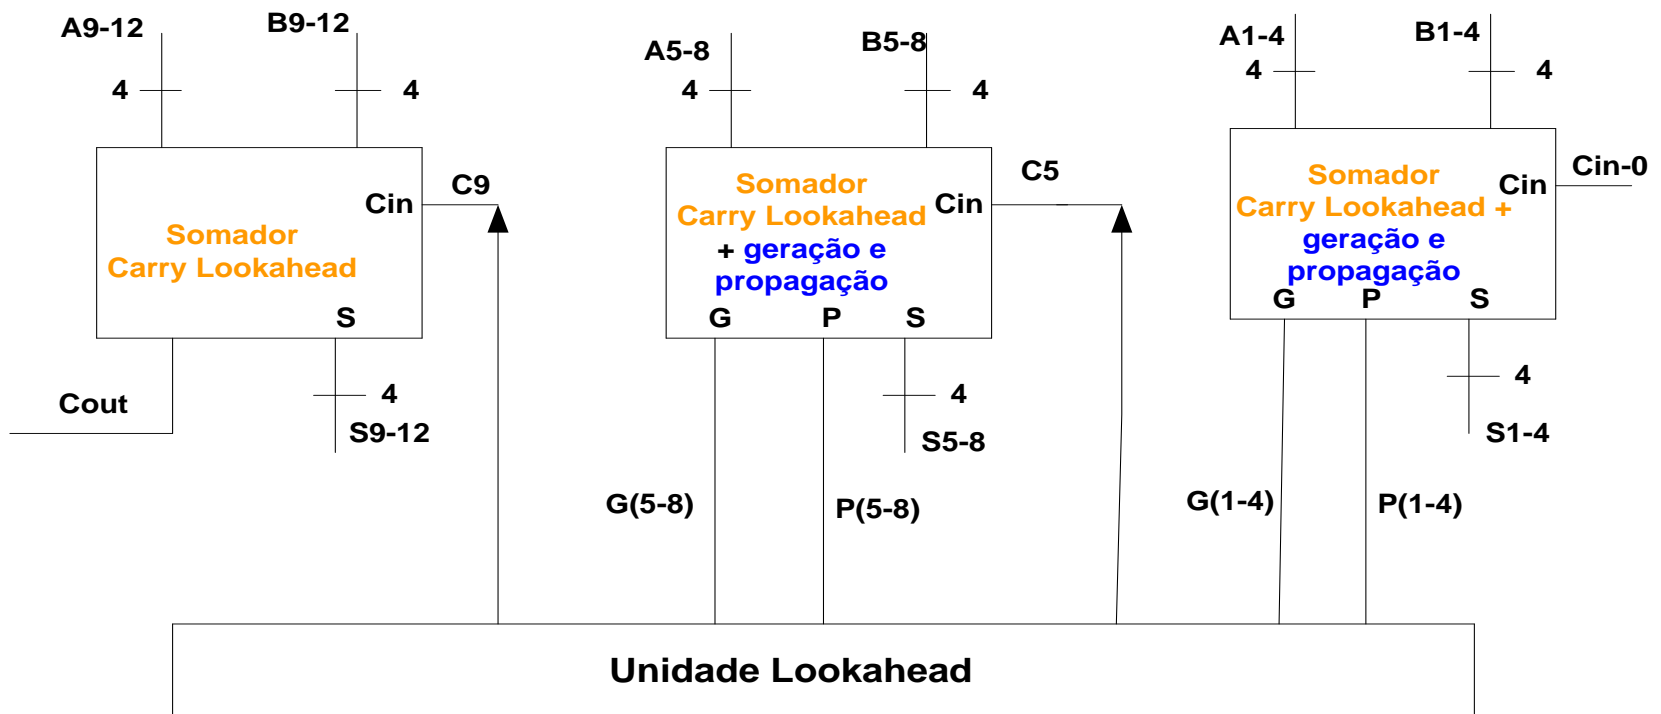 A9-12
B9-12
4
4
Somador
Carry Lookahead
Cin
C9
S
Cout
4
S9-12
A5-8
B5-8
4
4
Somador
Carry Lookahead
+ geração e
propagação
Cin
C5
G P S
4
S5-8
G(5-8)
P(5-8)
A1-4
B1-4
4
4
Somador
Carry Lookahead +
geração e
propagação
Cin
Cin-0
G P S
4
S1-4
G(1-4)
P(1-4)
Unidade Lookahead